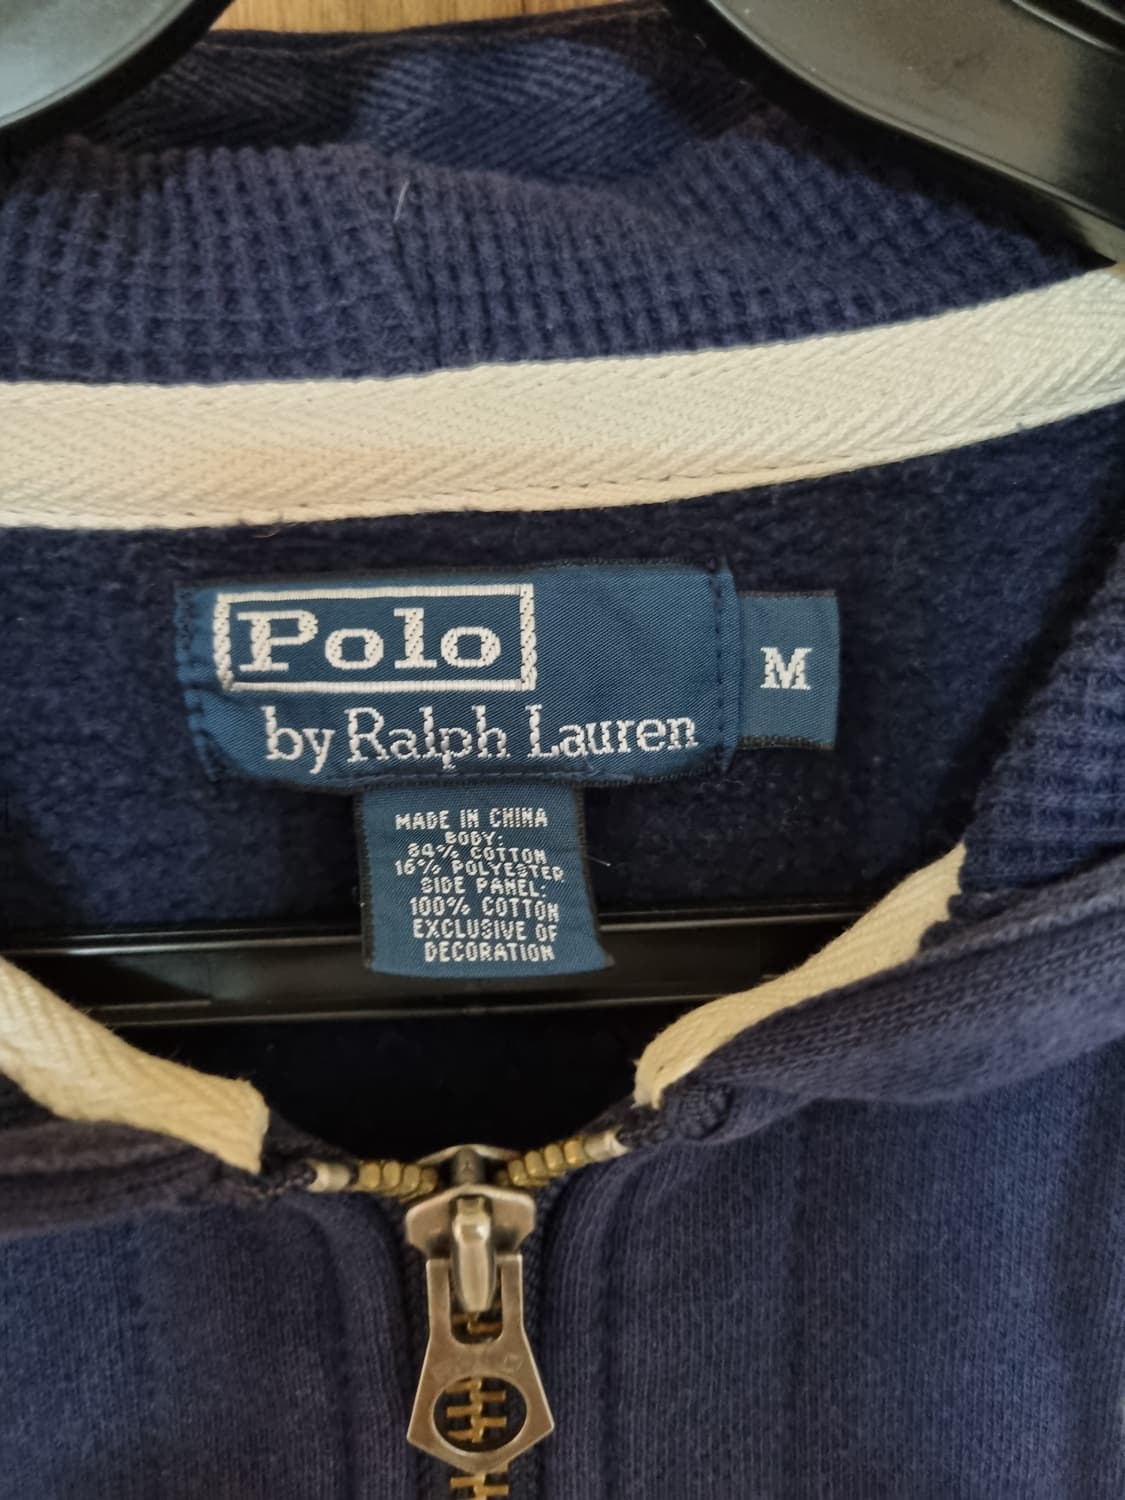 Polo
by Ralph Lauren
M
MADE IN CHINA
BODY:
84% COTTON
16% POLYESTER
SIDE PANEL:
100% COTTON
EXCLUSIVE OF
DECORATION